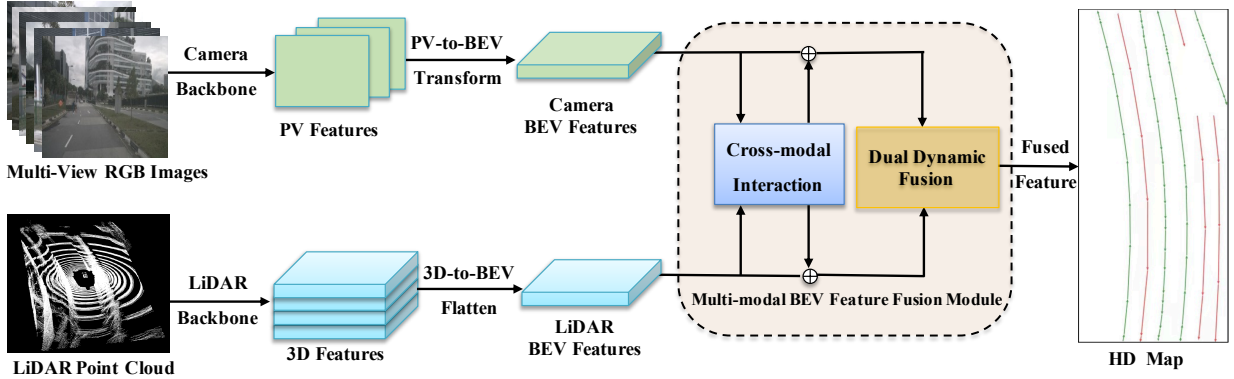 Camera
Backbone
Multi-View RGB Images
PV Features
PV-to-BEV
Transform
Camera
BEV Features
LiDAR Point Cloud
LiDAR
Backbone
3D Features
3D-to-BEV
Flatten
LiDAR
BEV Features
Cross-modal
Interaction
Dual Dynamic
Fusion
Multi-modal BEV Feature Fusion Module
Fused
Feature
HD Map